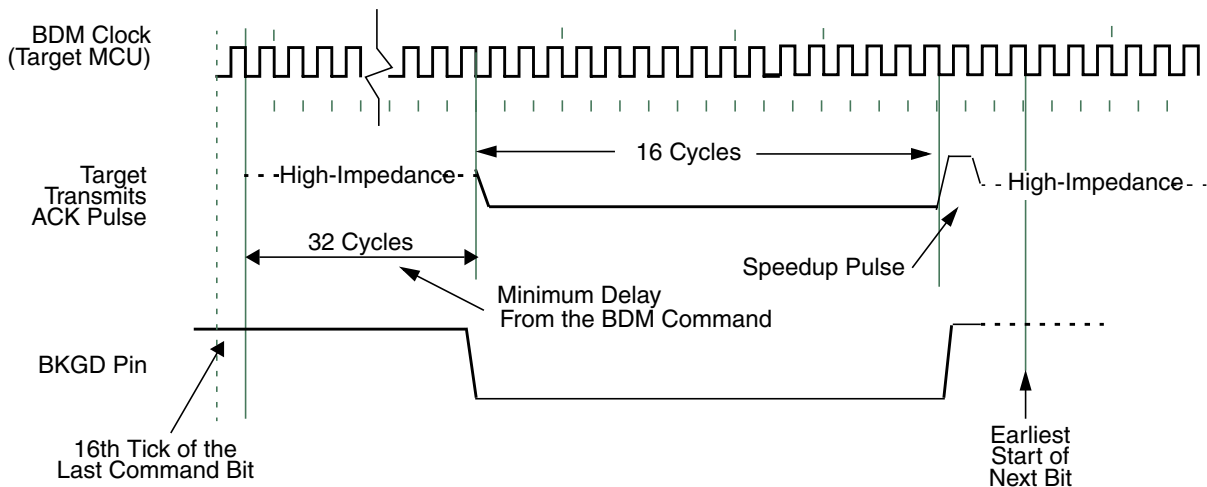 BDM Clock
(Target MCU)
16 Cycles
Target
Transmits
ACK Pulse
High-Impedance
High-Impedance
32 Cycles
Speedup Pulse
Minimum Delay
From the BDM Command
BKGD Pin
16th Tick of the
Last Command Bit
Earliest
Start of
Next Bit